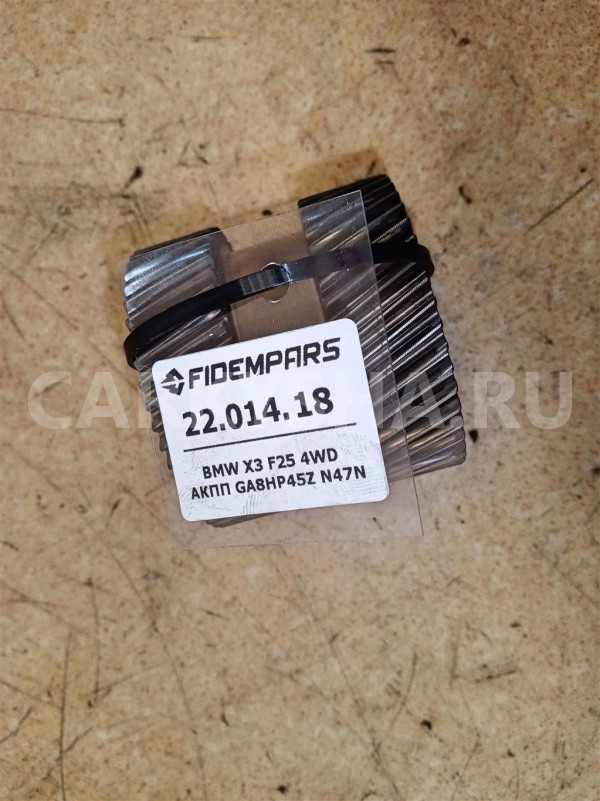 FIDEMPARS
22.014.18
BMW X3 F25 4WD
АКПП GA8HP45Z N47N